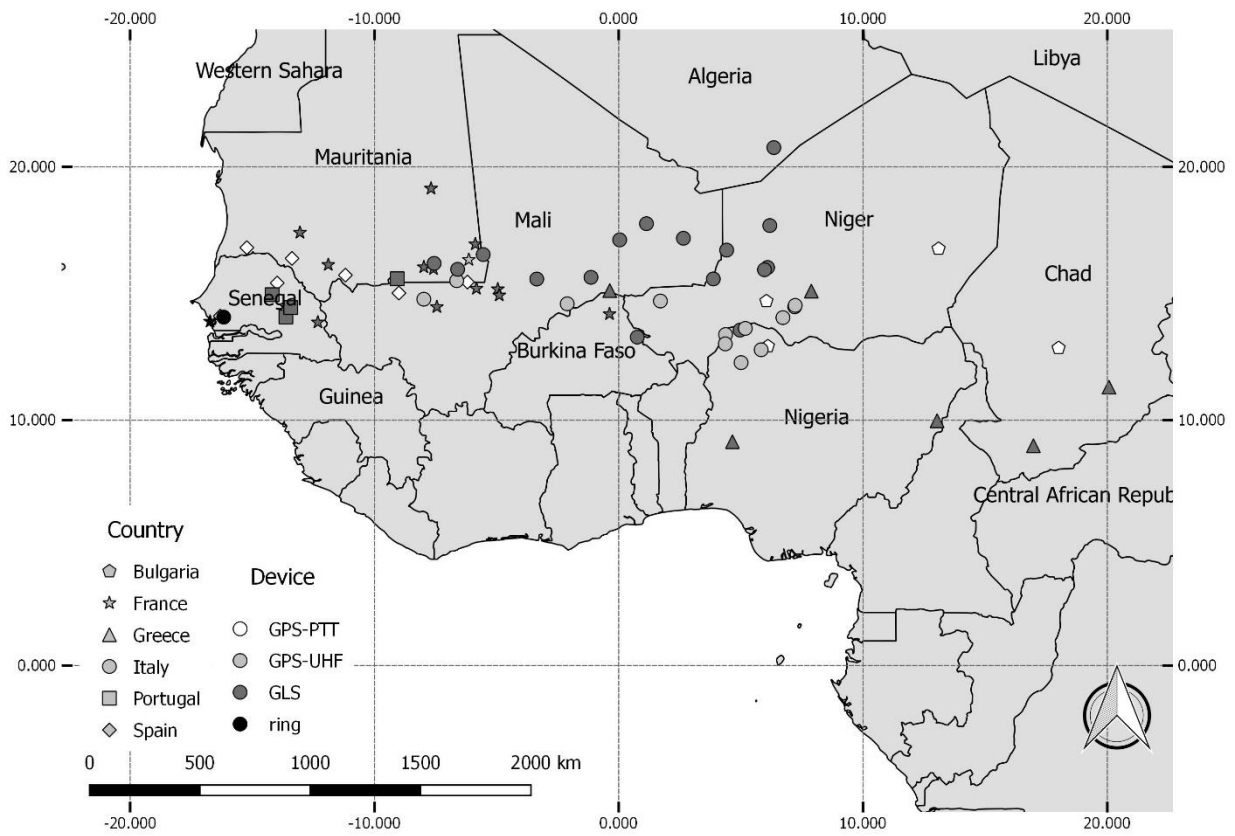 -20.000 -10.000 0.000 10.000 20.000
Western Sahara
Algeria
Libya
Mauritania
20.000 20.000
Mali
Niger
Chad
Senegal
Burkina Faso
Guinea
Nigeria
10.000 10.000
Central African Repub
Country
Bulgaria
France
Greece
Italy
Portugal
Spain
Device
GPS-PTT
GPS-UHF
GLS
ring
0.000 0.000
0 500 1000 1500 2000 km
-20.000 -10.000 0.000 10.000 20.000